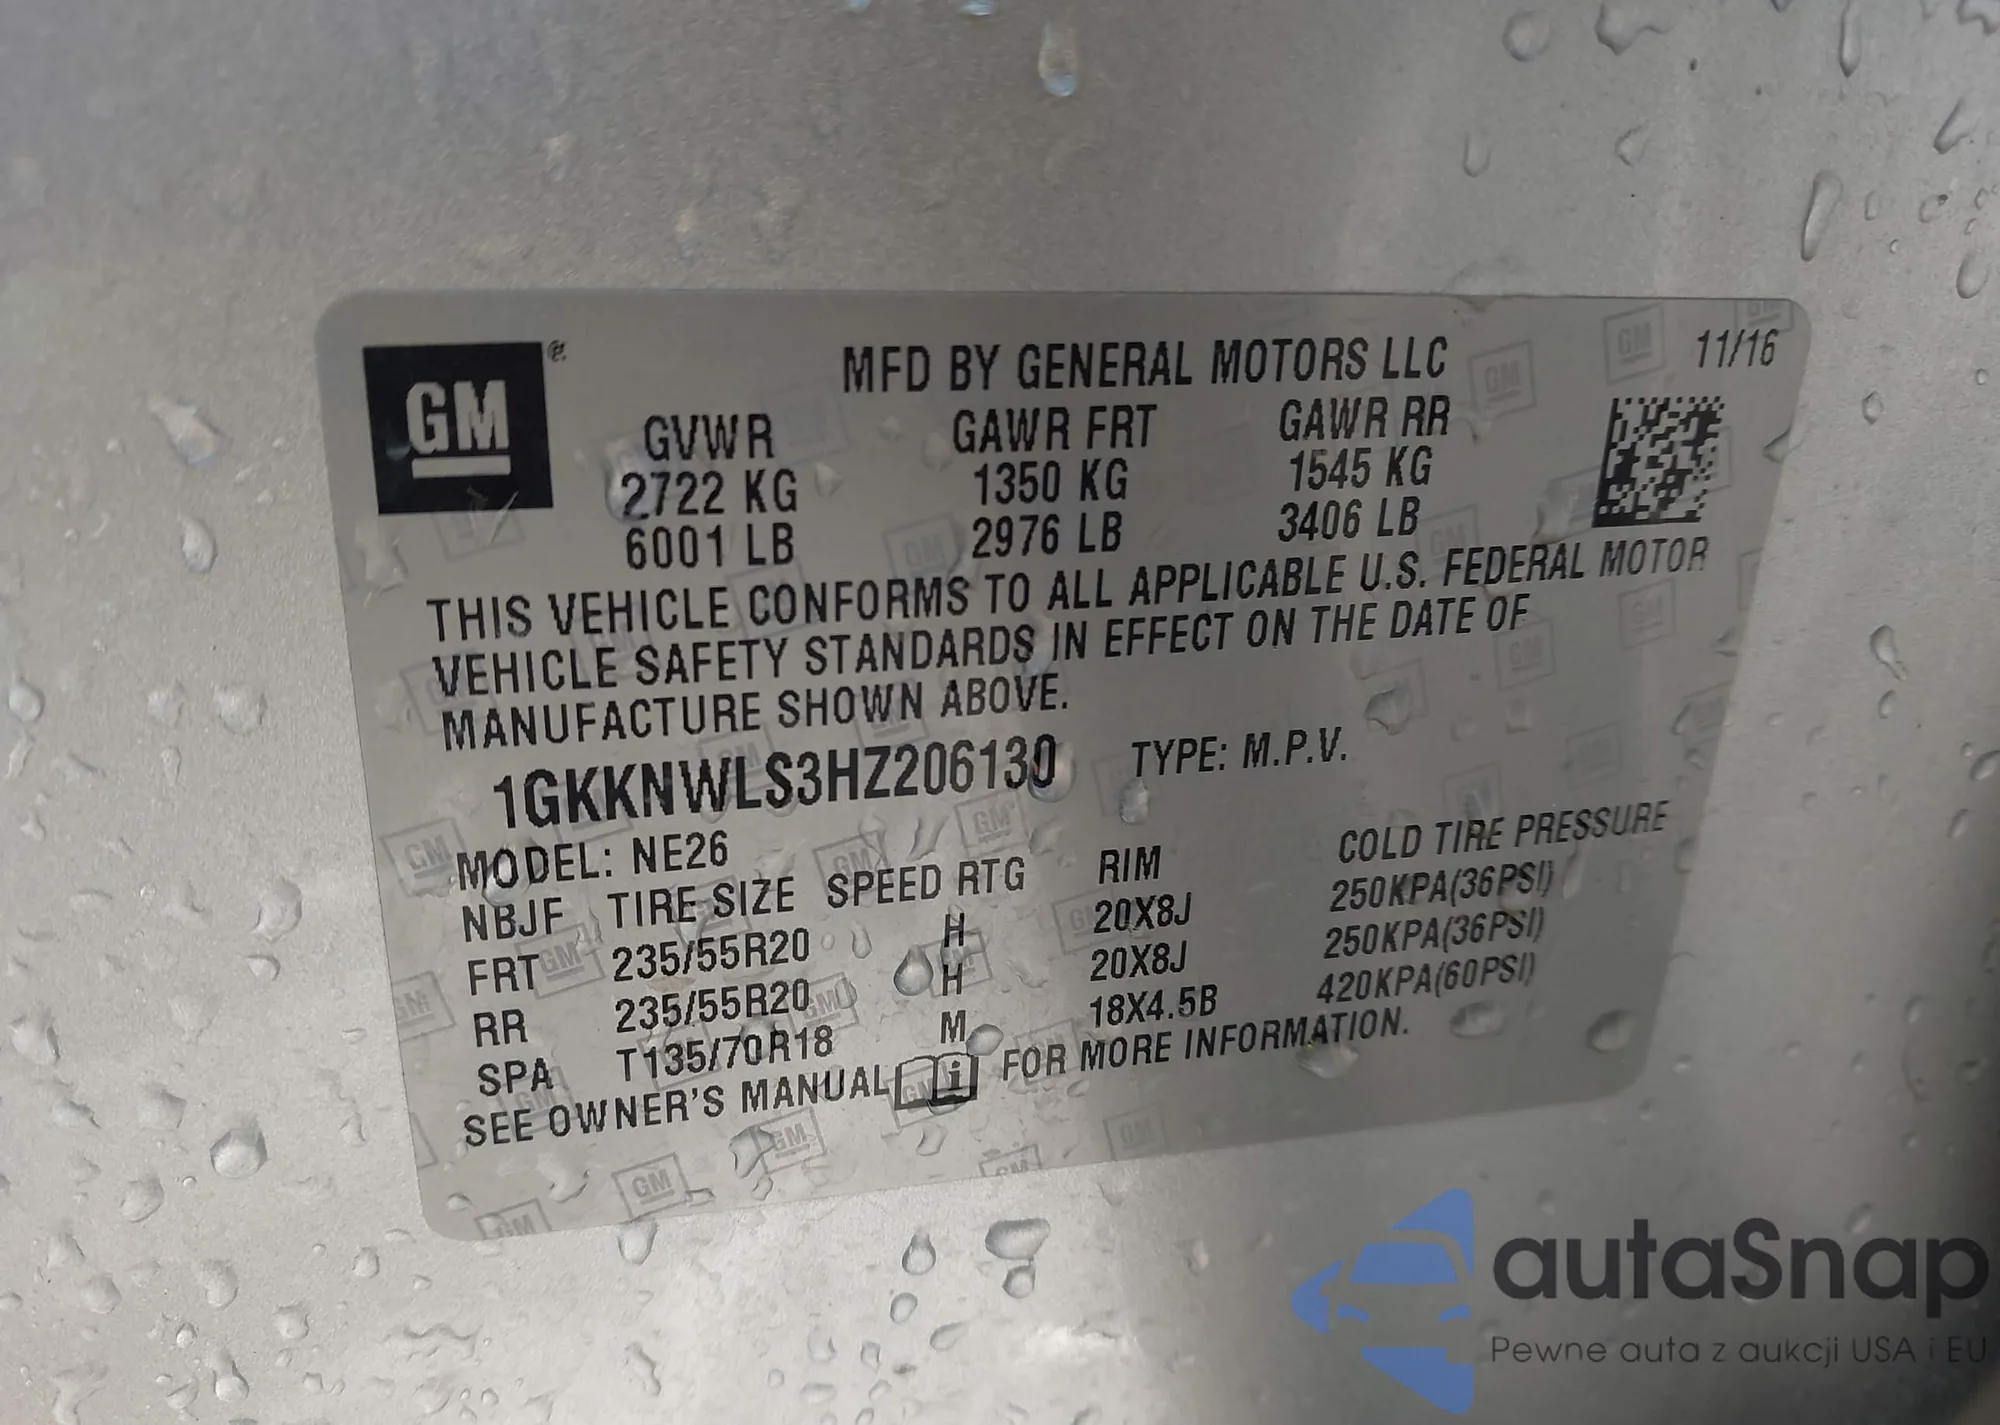 GM®
MFD BY GENERAL MOTORS LLC 11/16
GVWR GAWR FRT GAWR RR
2722 KG 1350 KG 1545 KG
6001 LB 2976 LB 3406 LB
THIS VEHICLE CONFORMS TO ALL APPLICABLE U.S. FEDERAL MOTOR
VEHICLE SAFETY STANDARDS IN EFFECT ON THE DATE OF
MANUFACTURE SHOWN ABOVE.
1GKKNWLS3HZ206130 TYPE: M.P.V.
MODEL: NE26
NBJF TIRE SIZE SPEED RTG RIM COLD TIRE PRESSURE
FRT 235/55R20 H 20X8J 250KPA(36PSI)
RR 235/55R20 H 20X8J 250KPA(36PSI)
SPA T135/70R18 M 18X4.5B 420KPA(60PSI)
SEE OWNER'S MANUAL FOR MORE INFORMATION.
autaSnap
Pewne auta z aukcji USA i EU